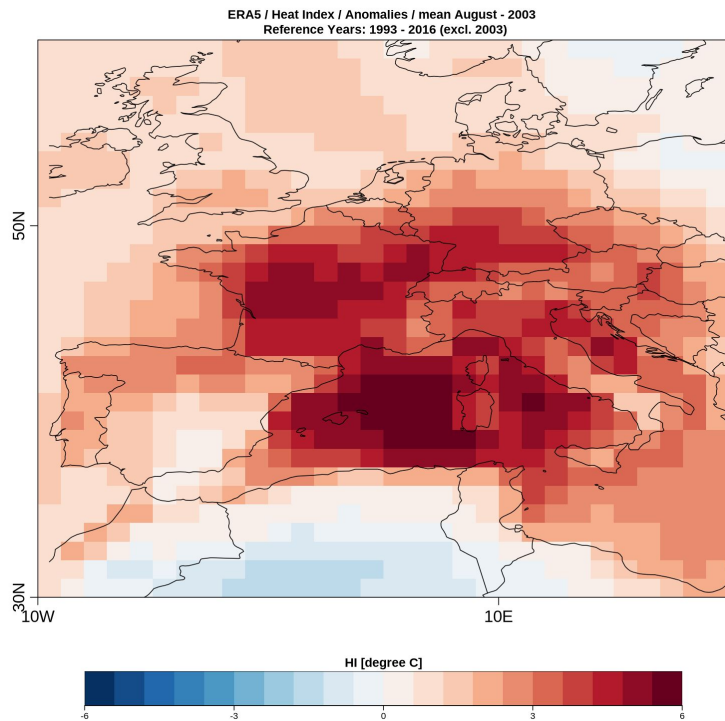 ERA5 / Heat Index / Anomalies / mean August - 2003
Reference Years: 1993 - 2016 (excl. 2003)
50N
30N
10W
10E
HI [degree C]
-6
-3
0
3
6